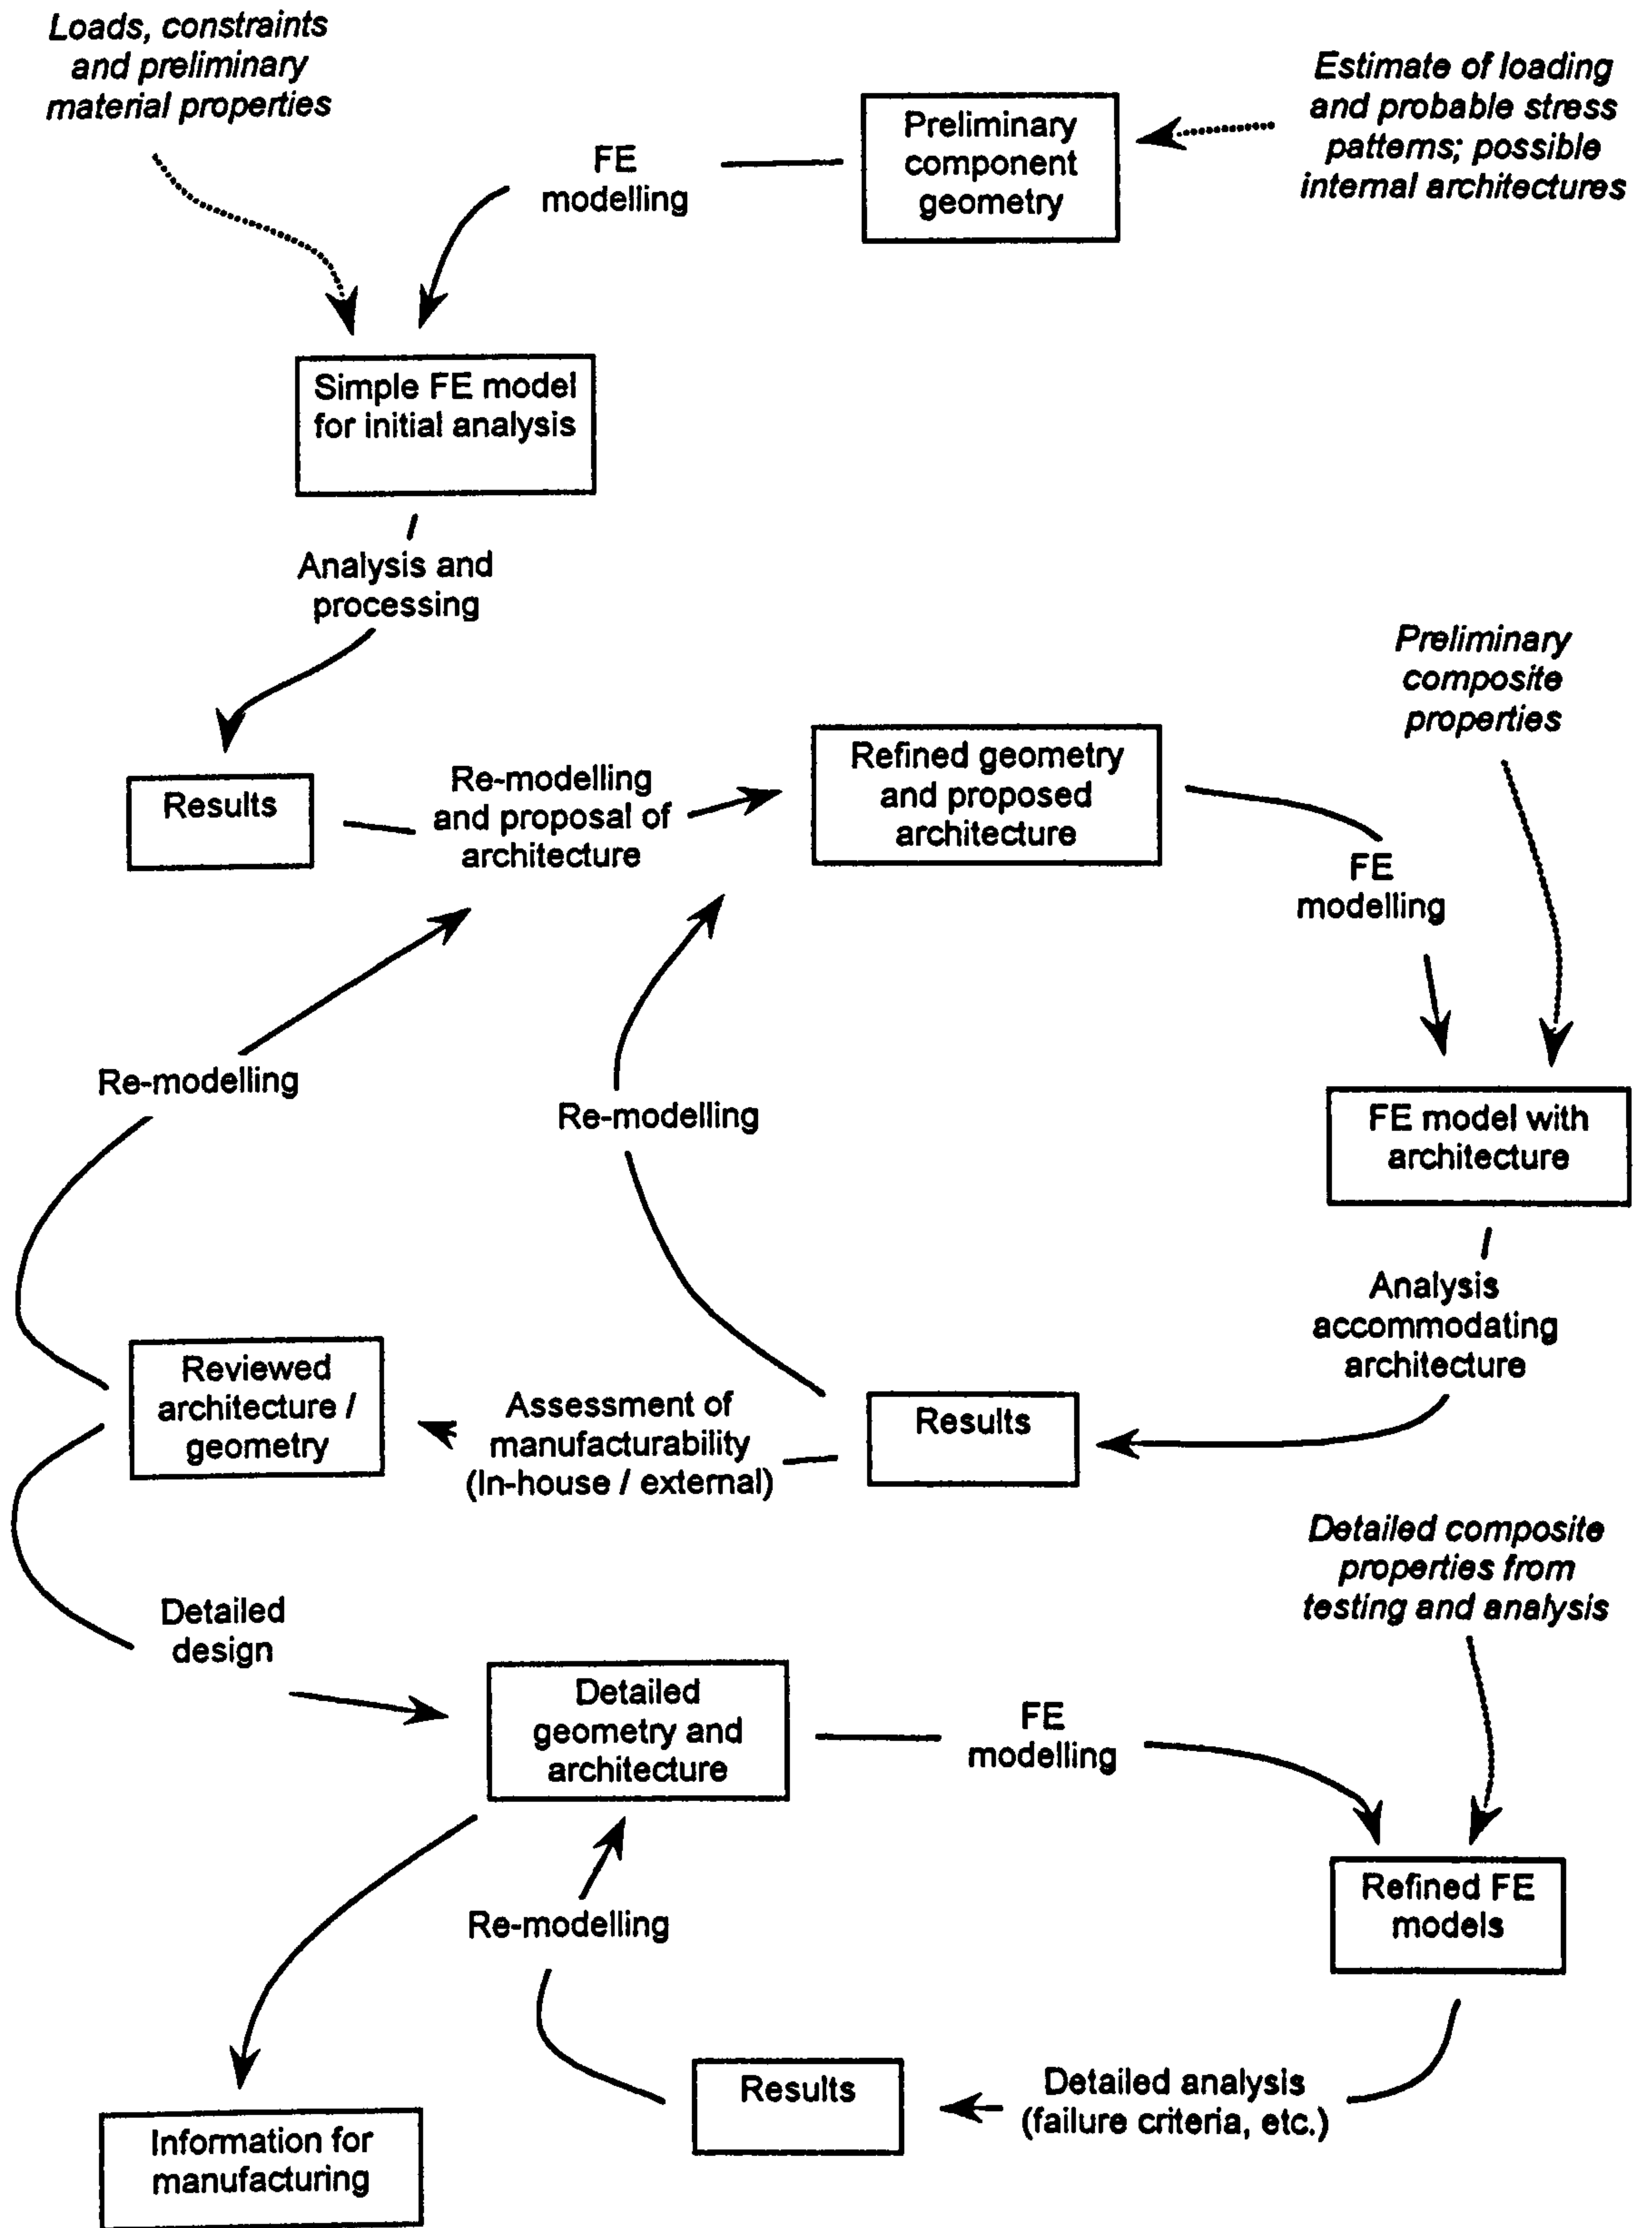 Loads, constraints
and preliminary
material properties
Estimate of loading
and probable stress
patterns; possible
internal architectures
Preliminary
component
geometry
FE
modelling
Simple FE model
for initial analysis
Analysis and
processing
Preliminary
composite
properties
Results
Re-modelling
and proposal of
architecture
Refined geometry
and proposed
architecture
FE
modelling
Re-modelling
Re-modelling
FE model with
architecture
Analysis
accommodating
architecture
Reviewed
architecture /
geometry
Assessment of
manufacturability
(In-house / external)
Results
Detailed composite
properties from
testing and analysis
Detailed
design
Detailed
geometry and
architecture
FE
modelling
Refined FE
models
Re-modelling
Results
Detailed analysis
(failure criteria, etc.)
Information for
manufacturing